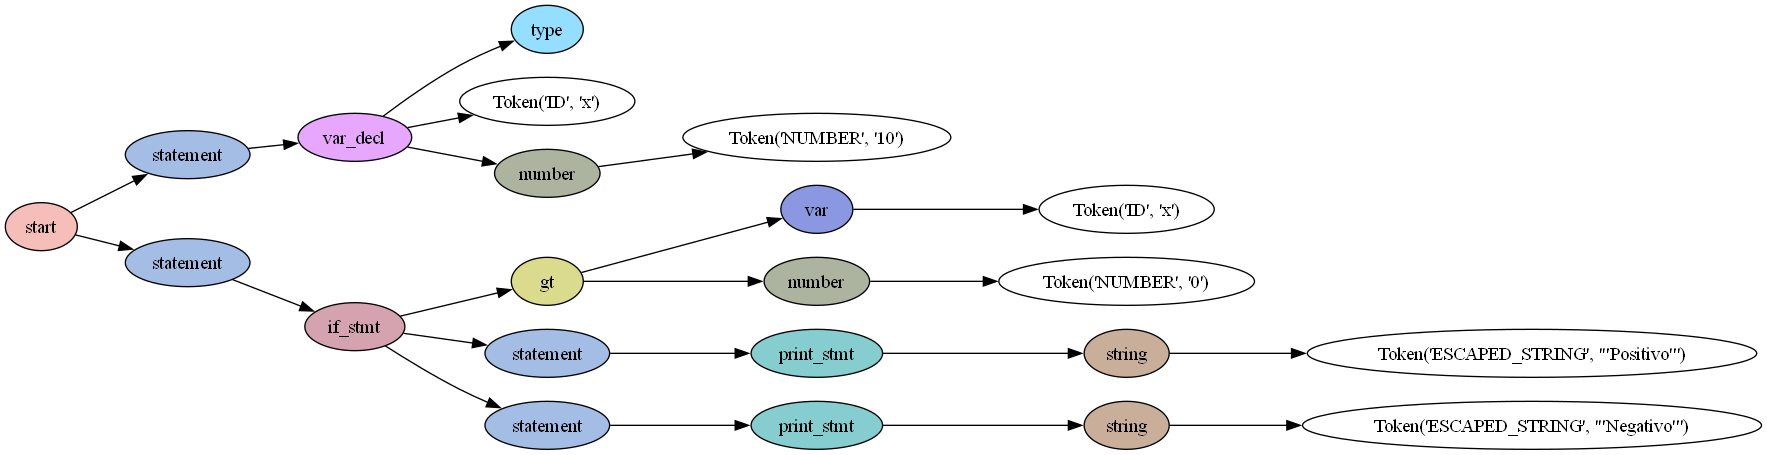 type
Token('ID', 'x')
var_decl
Token('NUMBER', '10')
statement
number
var
Token('ID', 'x')
start
statement
gt
number
Token('NUMBER', '0')
if_stmt
statement
print_stmt
string
Token('ESCAPED_STRING', '"Positivo"')
statement
print_stmt
string
Token('ESCAPED_STRING', '"Negativo"')